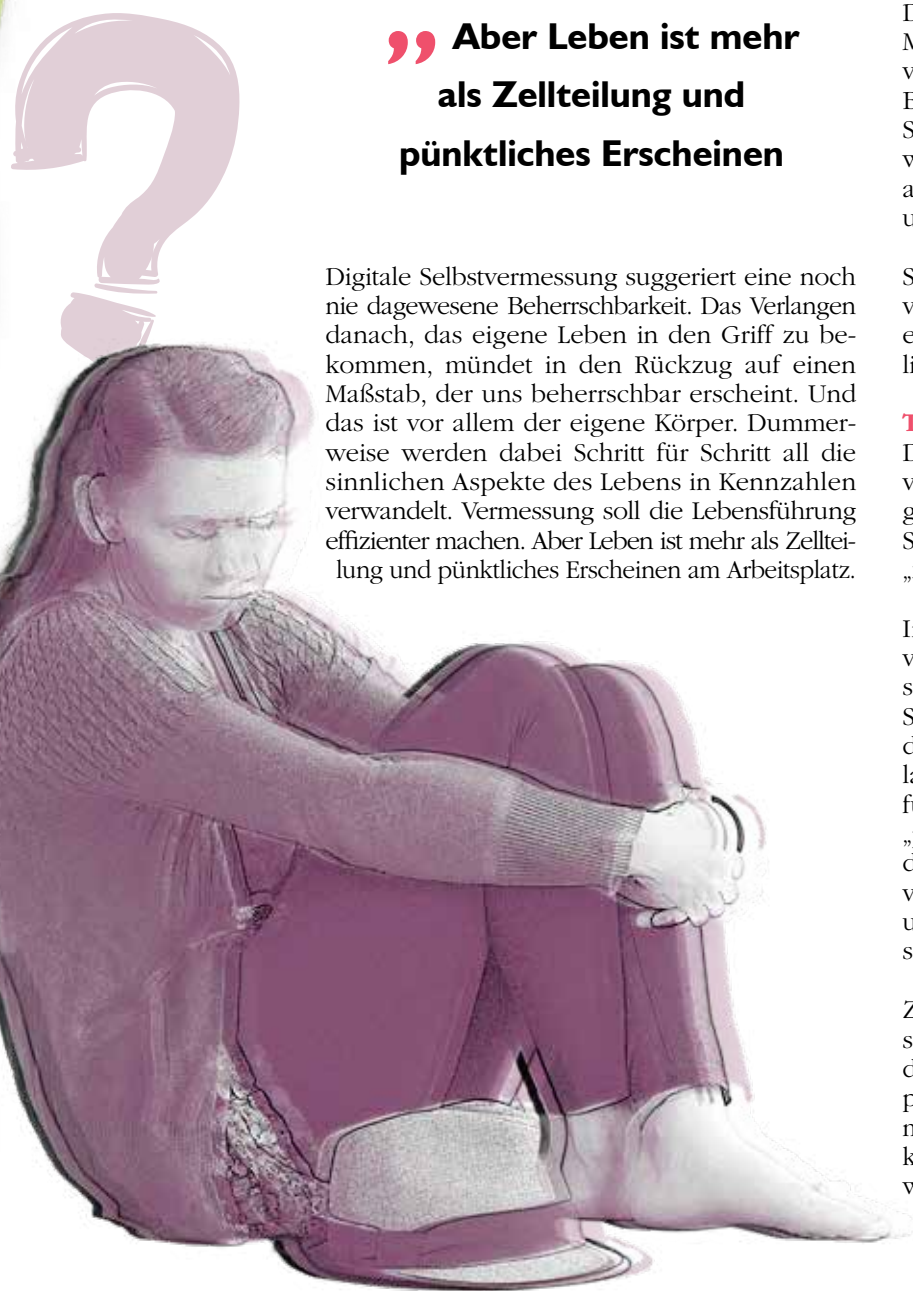 ” Aber Leben ist mehr
als Zellteilung und
pünktliches Erscheinen
?
Digitale Selbstvermessung suggeriert eine noch
nie dagewesene Beherrschbarkeit. Das Verlangen
danach, das eigene Leben in den Griff zu be-
kommen, mündet in den Rückzug auf einen
Maßstab, der uns beherrschbar erscheint. Und
das ist vor allem der eigene Körper. Dummer-
weise werden dabei Schritt für Schritt all die
sinnlichen Aspekte des Lebens in Kennzahlen
verwandelt. Vermessung soll die Lebensführung
effizienter machen. Aber Leben ist mehr als Zelltei-
lung und pünktliches Erscheinen am Arbeitsplatz.